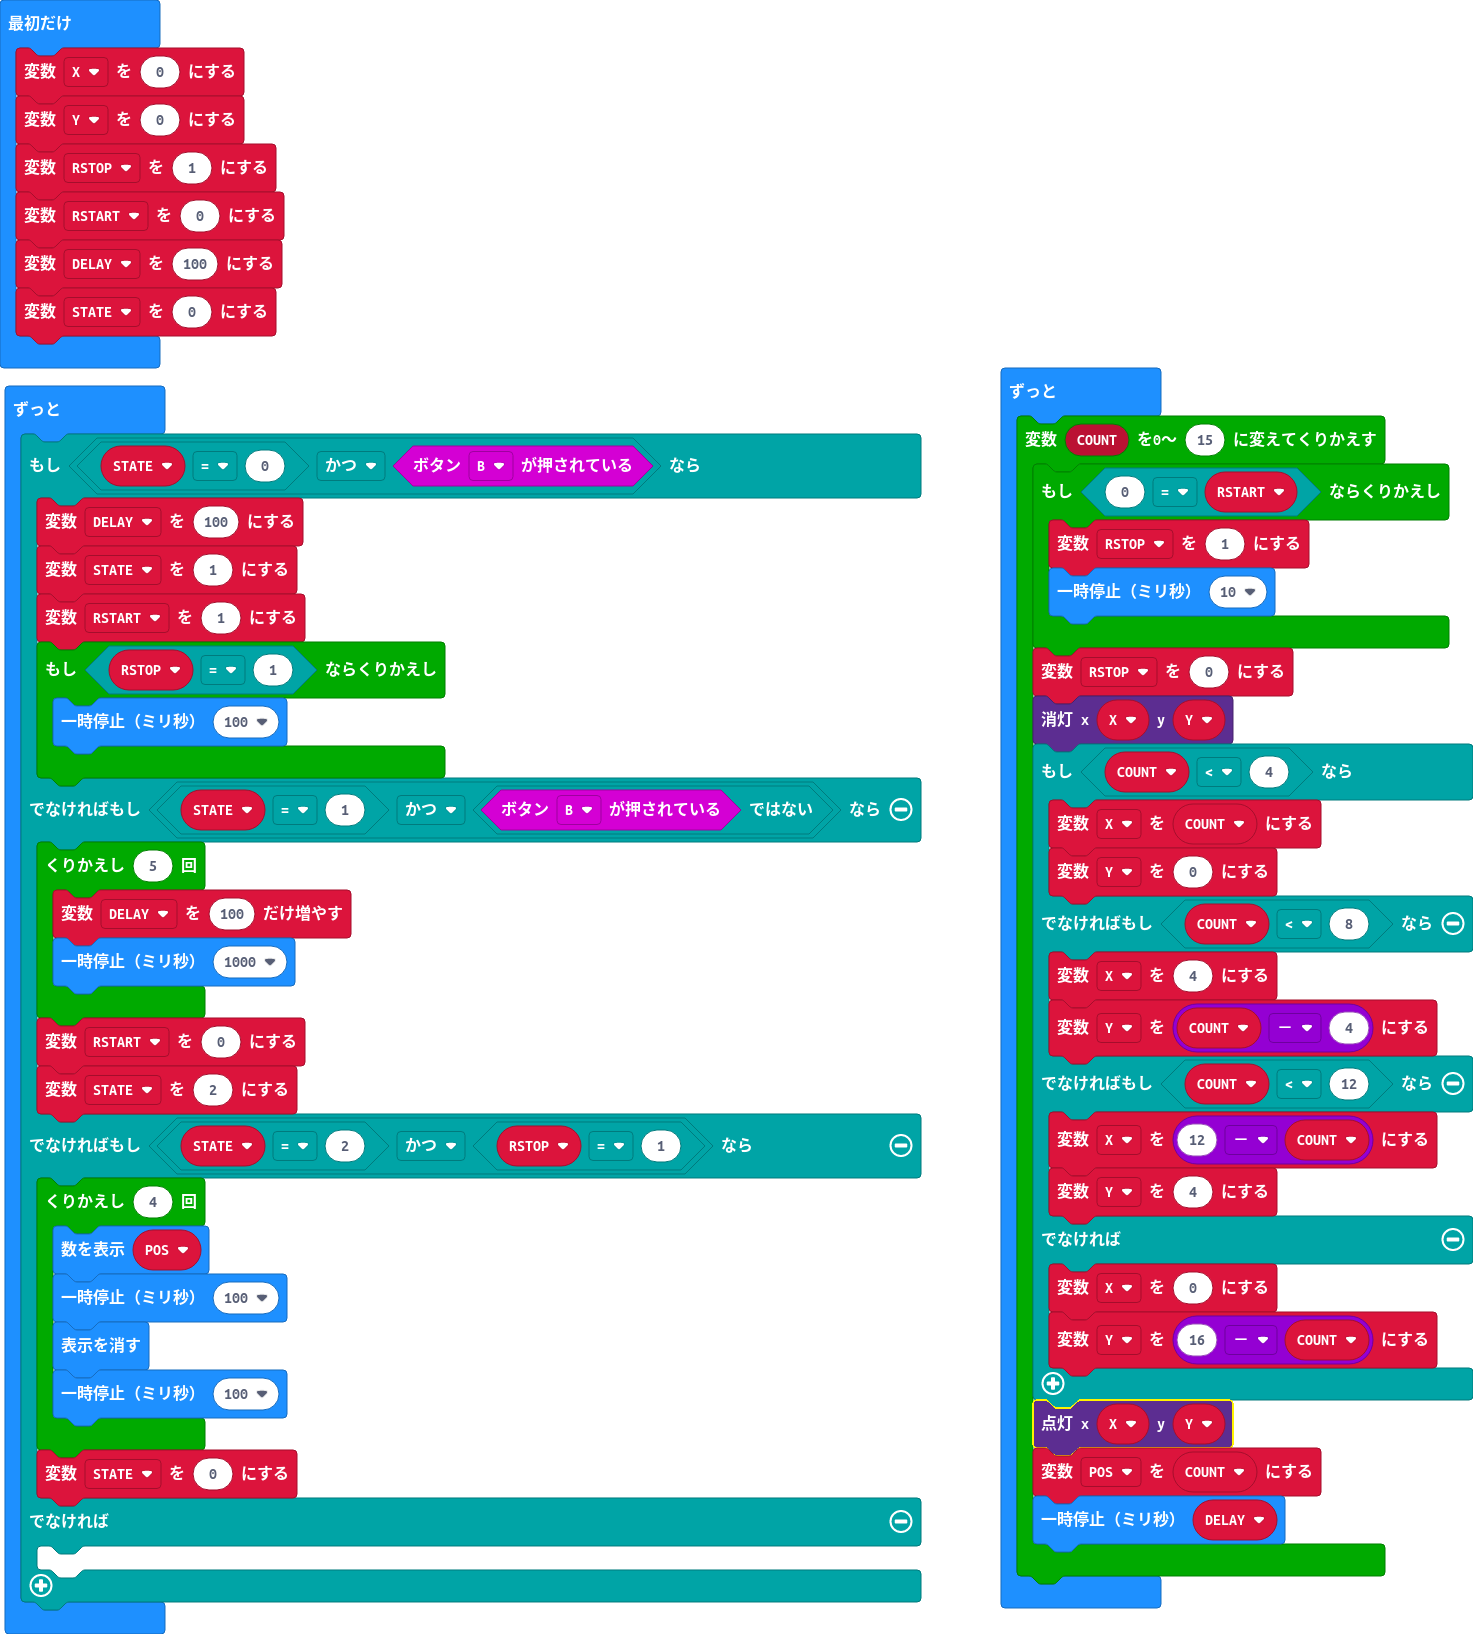 最初だけ
変数 X を 0 にする
変数 Y を 0 にする
変数 RSTOP を 1 にする
変数 RSTART を 0 にする
変数 DELAY を 100 にする
変数 STATE を 0 にする
ずっと
もし STATE = 0 かつ ボタン B が押されている なら
変数 DELAY を 100 にする
変数 STATE を 1 にする
変数 RSTART を 1 にする
もし RSTOP = 1 ならくりかえし
一時停止（ミリ秒） 100
でなければもし STATE = 1 かつ ボタン B が押されている ではない なら
くりかえし 5 回
変数 DELAY を 100 だけ増やす
一時停止（ミリ秒） 1000
変数 RSTART を 0 にする
変数 STATE を 2 にする
でなければもし STATE = 2 かつ RSTOP = 1 なら
くりかえし 4 回
数を表示 POS
一時停止（ミリ秒） 100
表示を消す
一時停止（ミリ秒） 100
変数 STATE を 0 にする
でなければ
ずっと
変数 COUNT を0～ 15 に変えてくりかえす
もし 0 = RSTART ならくりかえし
変数 RSTOP を 1 にする
一時停止（ミリ秒） 10
変数 RSTOP を 0 にする
消灯 x X y Y
もし COUNT < 4 なら
変数 X を COUNT にする
変数 Y を 0 にする
でなければもし COUNT < 8 なら
変数 X を 4 にする
変数 Y を COUNT － 4 にする
でなければもし COUNT < 12 なら
変数 X を 12 － COUNT にする
変数 Y を 4 にする
でなければ
変数 X を 0 にする
変数 Y を 16 － COUNT にする
点灯 x X y Y
変数 POS を COUNT にする
一時停止（ミリ秒） DELAY